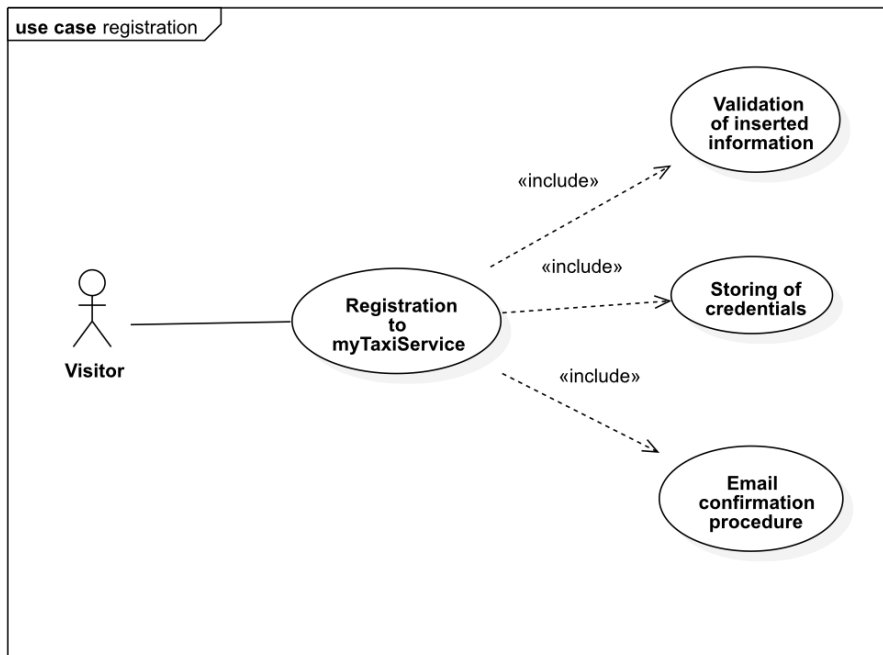 use case registration
Validation
of inserted
information
«include»
«include»
Storing of
credentials
Registration
to
myTaxiService
Visitor
«include»
Email
confirmation
procedure